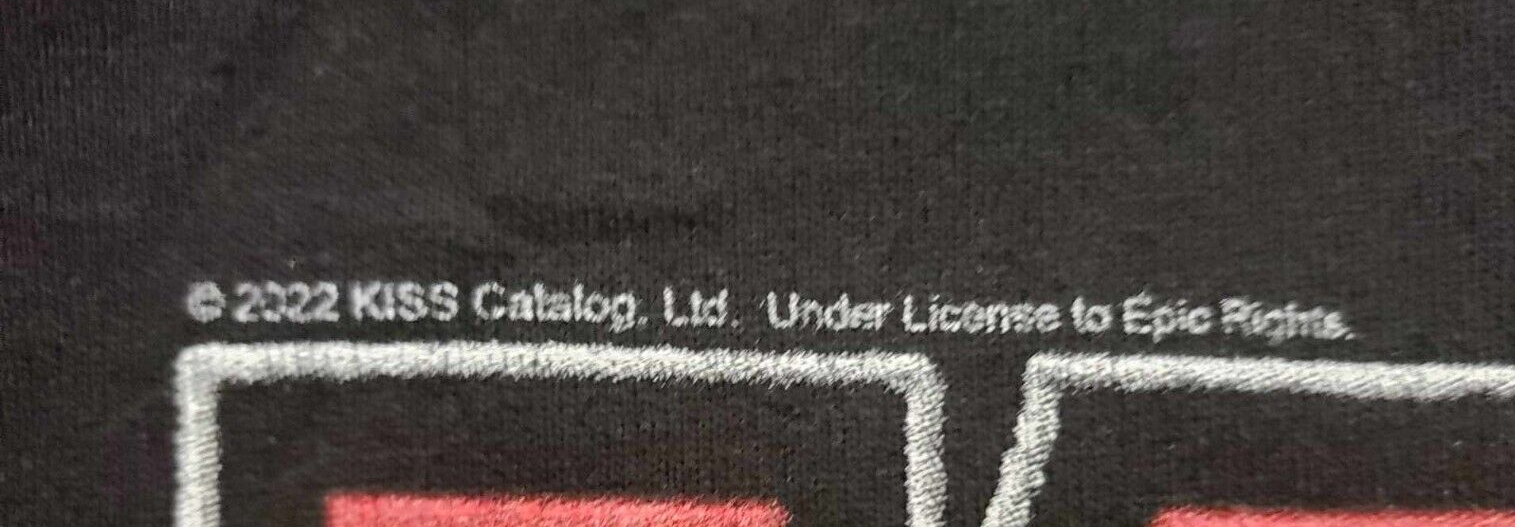 © 2022 KISS Catalog, Ltd. Under License to Epic Rights.